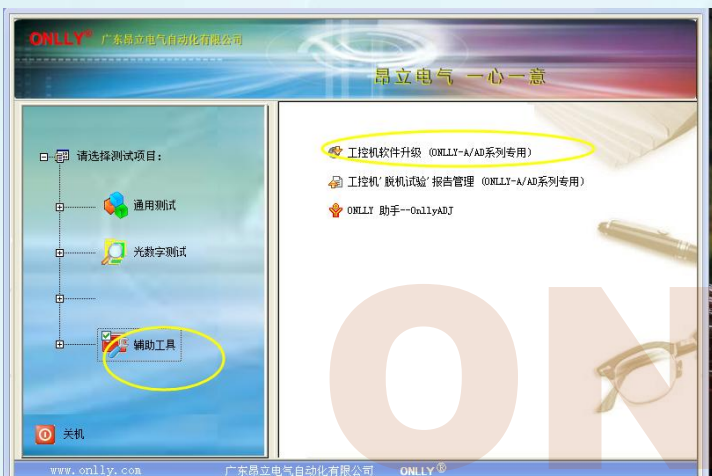 ONLLY® 广东昂立电气自动化有限公司
昂立电气 一心一意
请选择测试项目:
通用测试
光数字测试
辅助工具
关机
工控机软件升级 (ONLLY-A/AD系列专用)
工控机'脱机试验'报告管理 (ONLLY-A/AD系列专用)
ONLLY 助手--OnllyADJ
ON
www.onlly.com 广东昂立电气自动化有限公司 ONLLY®